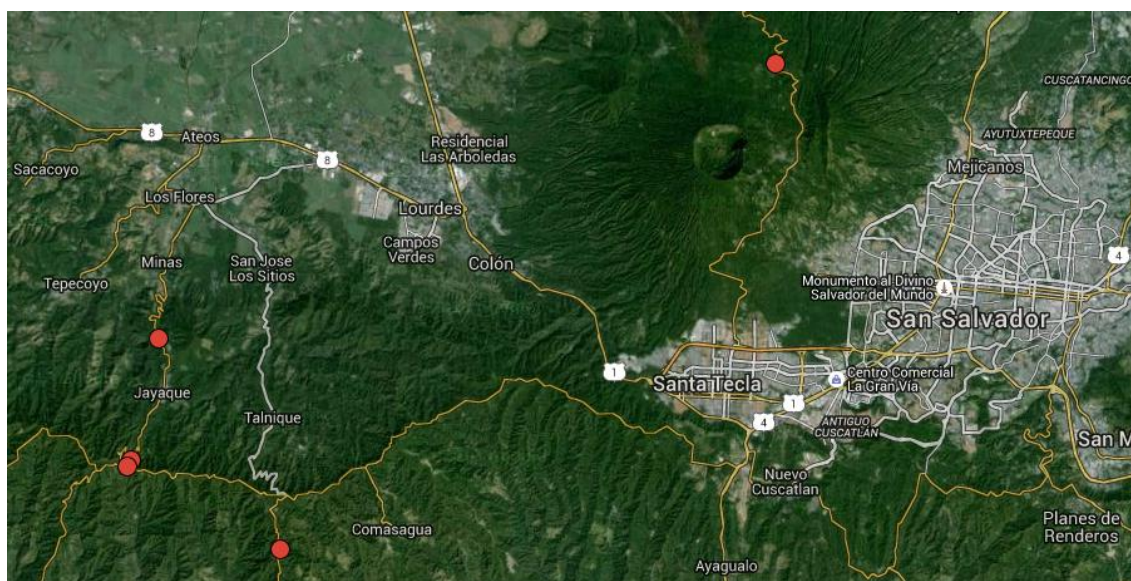 CUSCATANCINGO
8
Ateos
Residencial
Las Arboledas
AYUTUXTEPEQUE
Sacacoyo
8
Mejicanos
Los Flores
Lourdes
Campos
Verdes
4
Minas
San Jose
Los Sitios
Colón
Tepecoyo
Monumento al Divino
Salvador del Mundo
San Salvador
1
Santa Tecla
Centro Comercial
La Gran Vía
Jayaque
1
Talnique
4
ANTIGUO
CUSCATLÁN
San M
Nuevo
Cuscatlan
Comasagua
Planes de
Renderos
Ayagualo